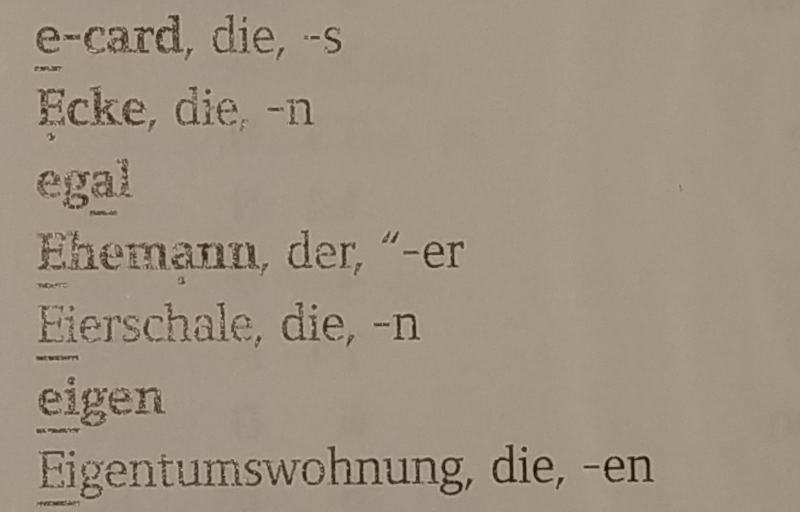 e-card, die, -s
Ecke, die, -n
egal
Ehemann, der, “-er
Eierschale, die, -n
eigen
Eigentumswohnung, die, -en